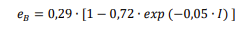 e_B = 0,29 · [1 − 0,72 · exp (−0,05 · I) ]